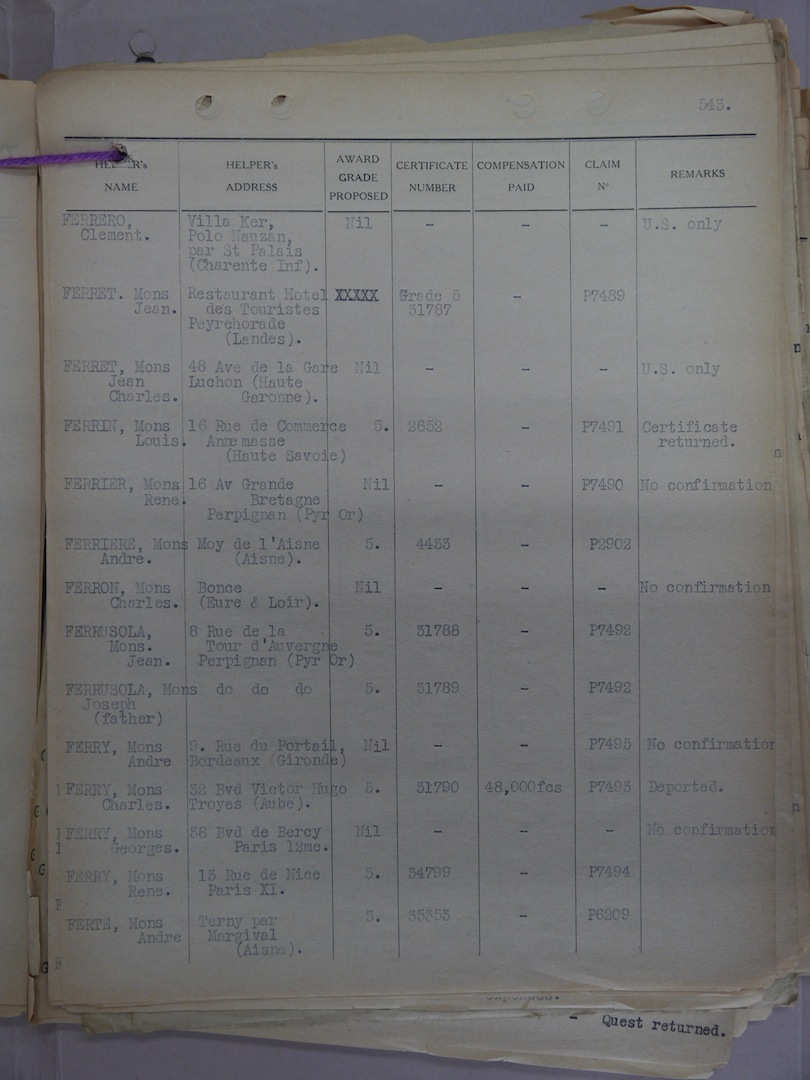 543.
HELPER's NAME HELPER's ADDRESS AWARD GRADE PROPOSED CERTIFICATE NUMBER COMPENSATION PAID CLAIM N° REMARKS
FERRERO, Villa Ker, Nil - - - U.S. only
Clement. Polo Nauzan,
par St Palais
(Charente Inf).
FERRET. Mons Restaurant Hotel XXXXX Grade 5 - P7489
Jean. des Touristes 31787
Peyrehorade
(Landes).
FERRET, Mons 48 Ave de la Gare Nil - - - U.S. only
Jean Luchon (Haute
Charles. Garonne).
FERRIN, Mons 16 Rue de Commerce 5. 2652 - P7491 Certificate
Louis. Annemasse returned.
(Haute Savoie)
FERRIER, Mons 16 Av Grande Nil - - P7490 No confirmation
Rene. Bretagne
Perpignan (Pyr Or)
FERRIERE, Mons Moy de l'Aisne 5. 4433 - P2902
Andre. (Aisne).
FERRON, Mons Bonce Nil - - - No confirmation
Charles. (Eure & Loir).
FERRUSOLA, 8 Rue de la 5. 31788 - P7492
Mons. Tour d'Auvergne
Jean. Perpignan (Pyr Or)
FERRUSOLA, Mons do do do 5. 31789 - P7492
Joseph
(father)
FERRY, Mons 9. Rue du Portail, Nil - - P7495 No confirmation
Andre Bordeaux (Gironde)
FERRY, Mons 32 Bvd Victor Hugo 5. 31790 48,000fcs P7493 Deported.
Charles. Troyes (Aube).
FERRY, Mons 38 Bvd de Bercy Nil - - - No confirmation
Georges. Paris 12me.
FERRY, Mons 13 Rue de Nice 5. 34799 - P7494
Rene. Paris XI.
FERTE, Mons Terny par 5. 35353 - P6209
Andre Margival
(Aisne).
- Quest returned.